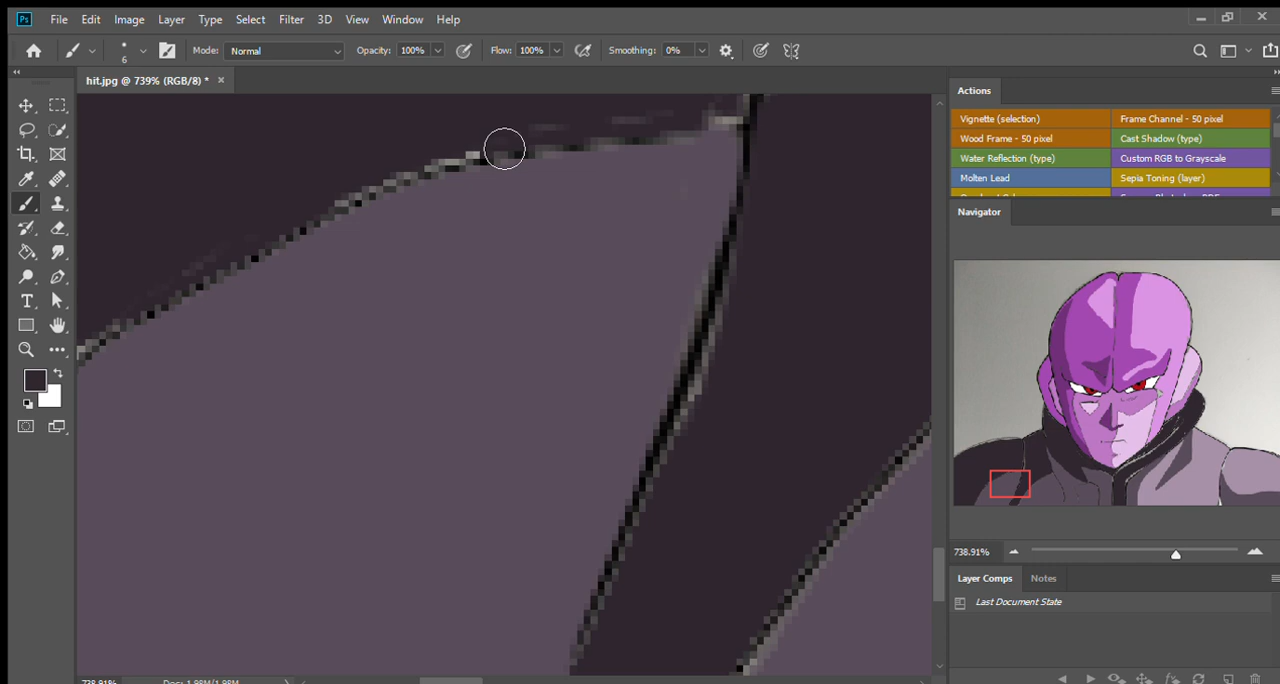 Ps File Edit Image Layer Type Select Filter 3D View Window Help
6 Mode: Normal Opacity: 100% Flow: 100% Smoothing: 0%
hit.jpg @ 739% (RGB/8) * ×
Actions
Vignette (selection) Frame Channel - 50 pixel
Wood Frame - 50 pixel Cast Shadow (type)
Water Reflection (type) Custom RGB to Grayscale
Molten Lead Sepia Toning (layer)
Navigator
738.91%
Layer Comps Notes
Last Document State
738.91% Doc: 1.98M/1.98M